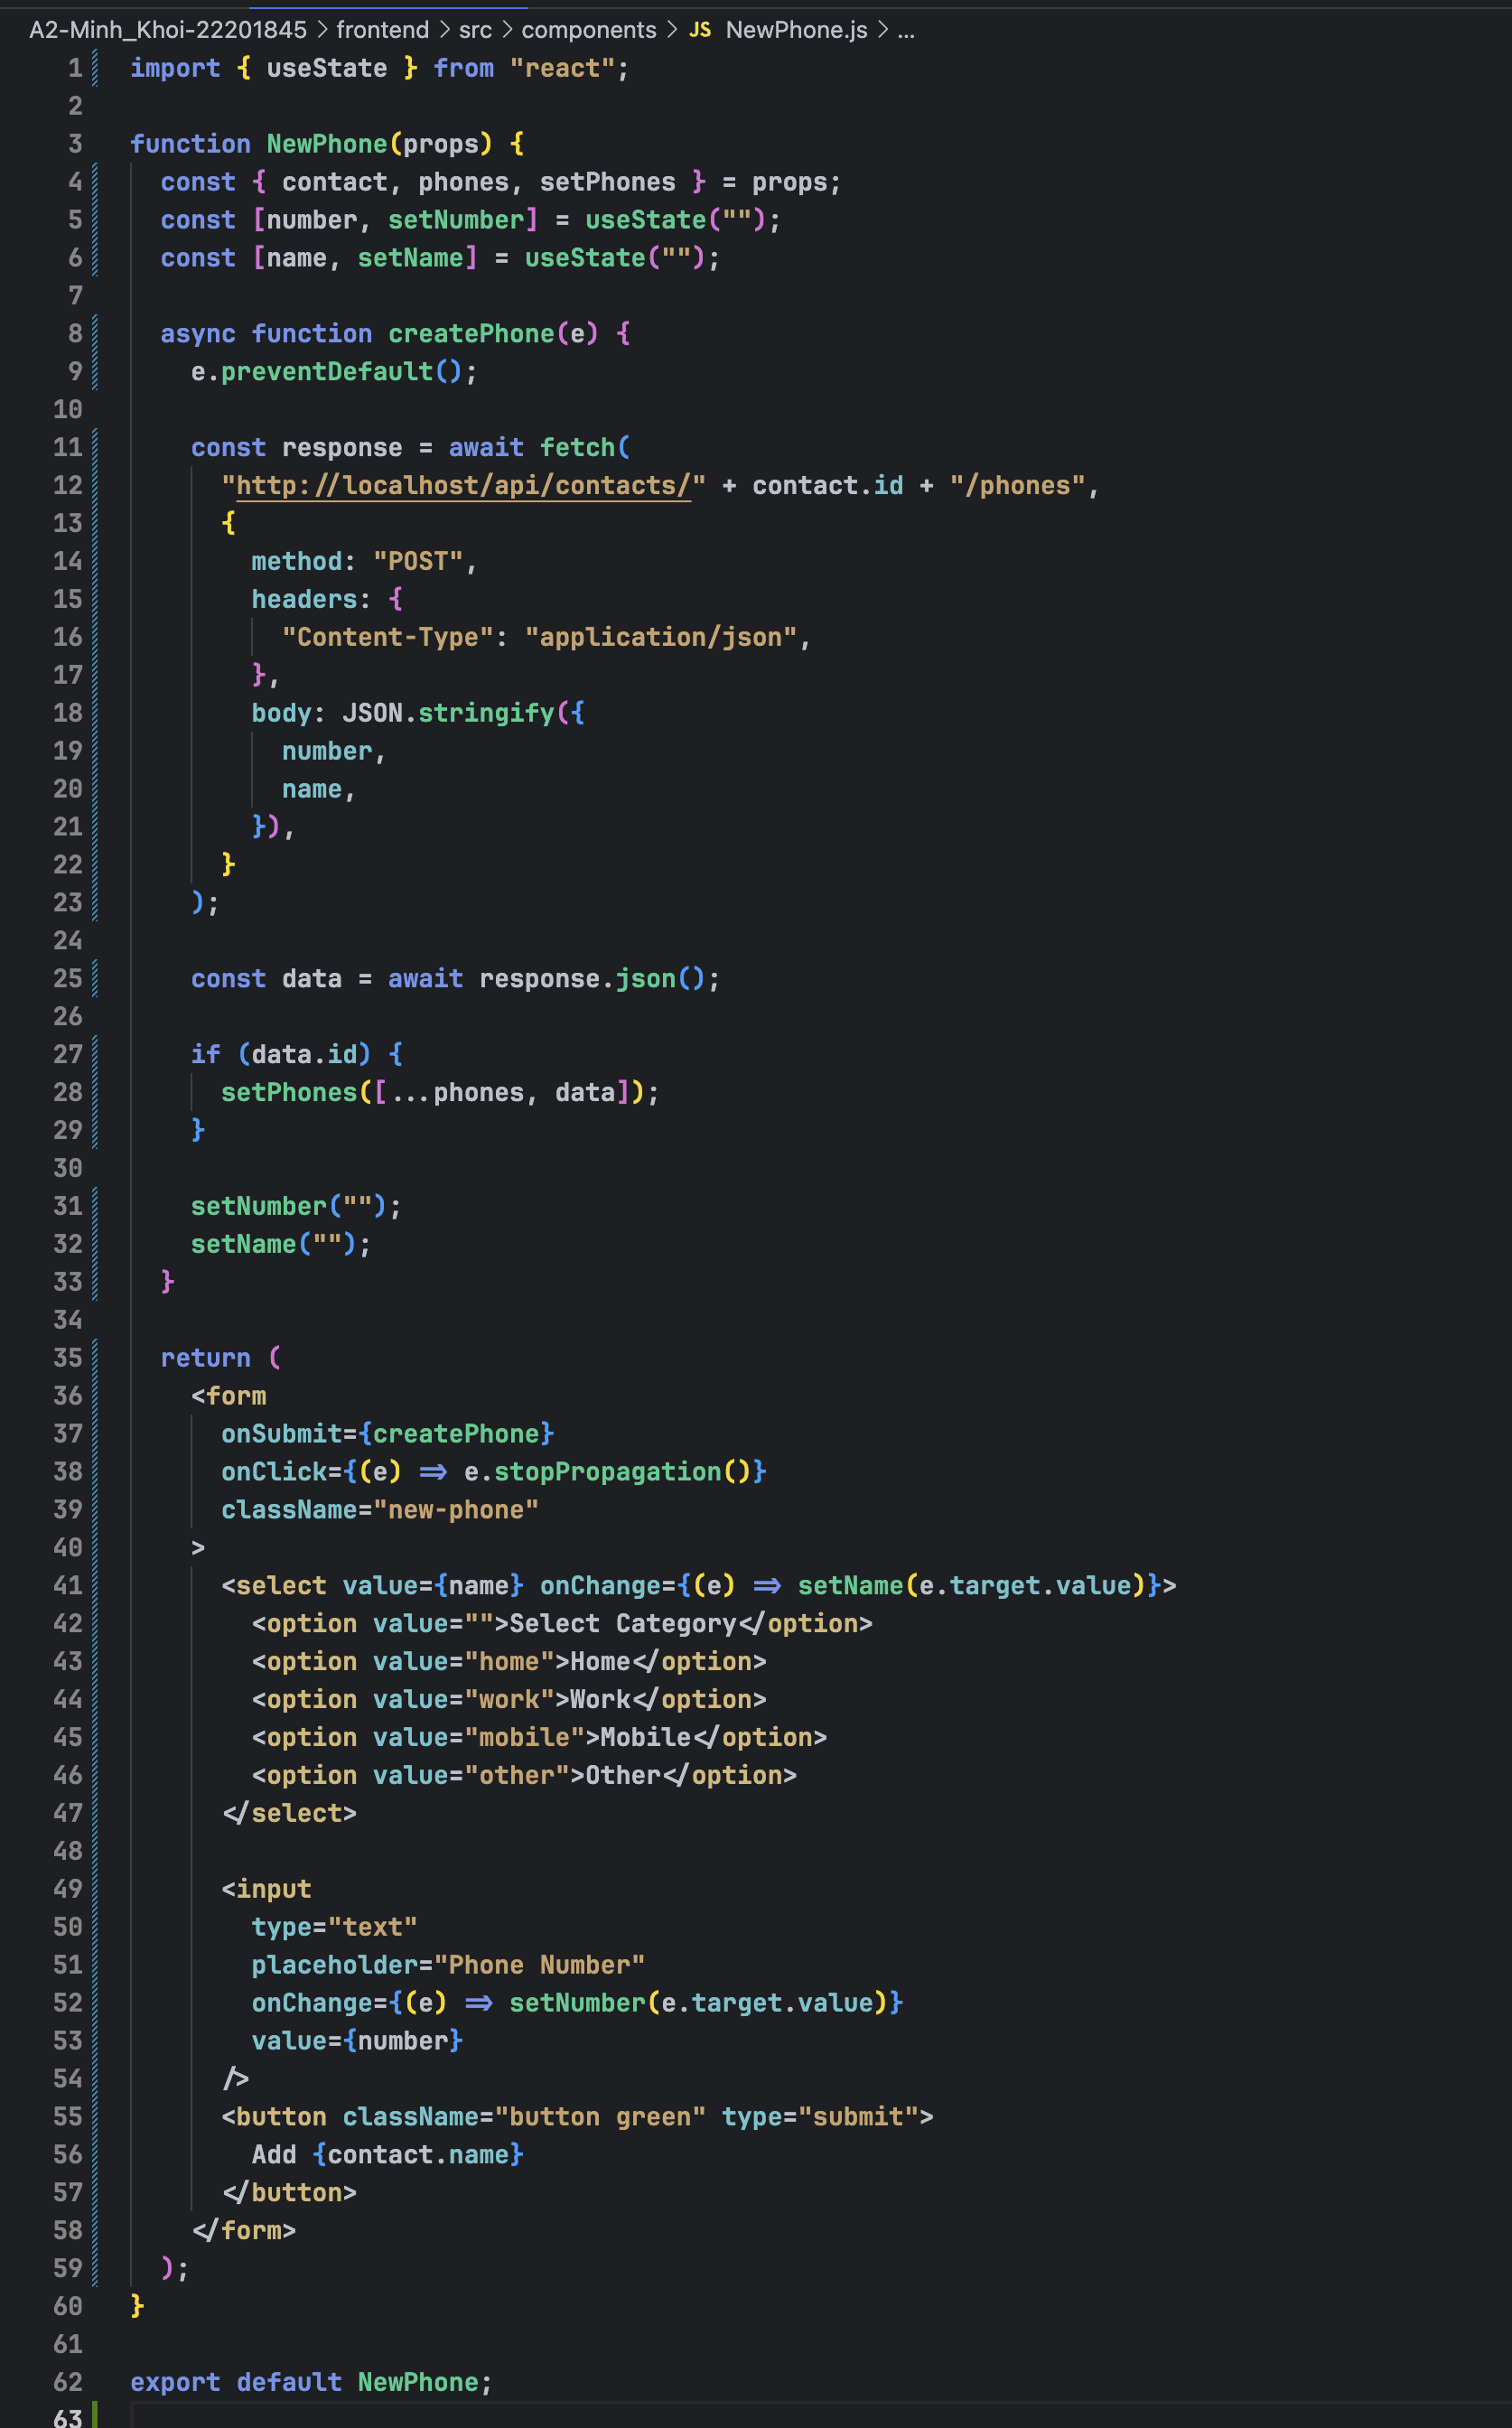 A2-Minh_Khoi-22201845 > frontend > src > components > JS NewPhone.js > ...
1 import { useState } from "react";
2
3 function NewPhone(props) {
4 const { contact, phones, setPhones } = props;
5 const [number, setNumber] = useState("");
6 const [name, setName] = useState("");
7
8 async function createPhone(e) {
9 e.preventDefault();
10
11 const response = await fetch(
12 "http://localhost/api/contacts/" + contact.id + "/phones",
13 {
14 method: "POST",
15 headers: {
16 "Content-Type": "application/json",
17 },
18 body: JSON.stringify({
19 number,
20 name,
21 }),
22 }
23 );
24
25 const data = await response.json();
26
27 if (data.id) {
28 setPhones([...phones, data]);
29 }
30
31 setNumber("");
32 setName("");
33 }
34
35 return (
36 <form
37 onSubmit={createPhone}
38 onClick={(e) => e.stopPropagation()}
39 className="new-phone"
40 >
41 <select value={name} onChange={(e) => setName(e.target.value)}>
42 <option value="">Select Category</option>
43 <option value="home">Home</option>
44 <option value="work">Work</option>
45 <option value="mobile">Mobile</option>
46 <option value="other">Other</option>
47 </select>
48
49 <input
50 type="text"
51 placeholder="Phone Number"
52 onChange={(e) => setNumber(e.target.value)}
53 value={number}
54 />
55 <button className="button green" type="submit">
56 Add {contact.name}
57 </button>
58 </form>
59 );
60 }
61
62 export default NewPhone;
63